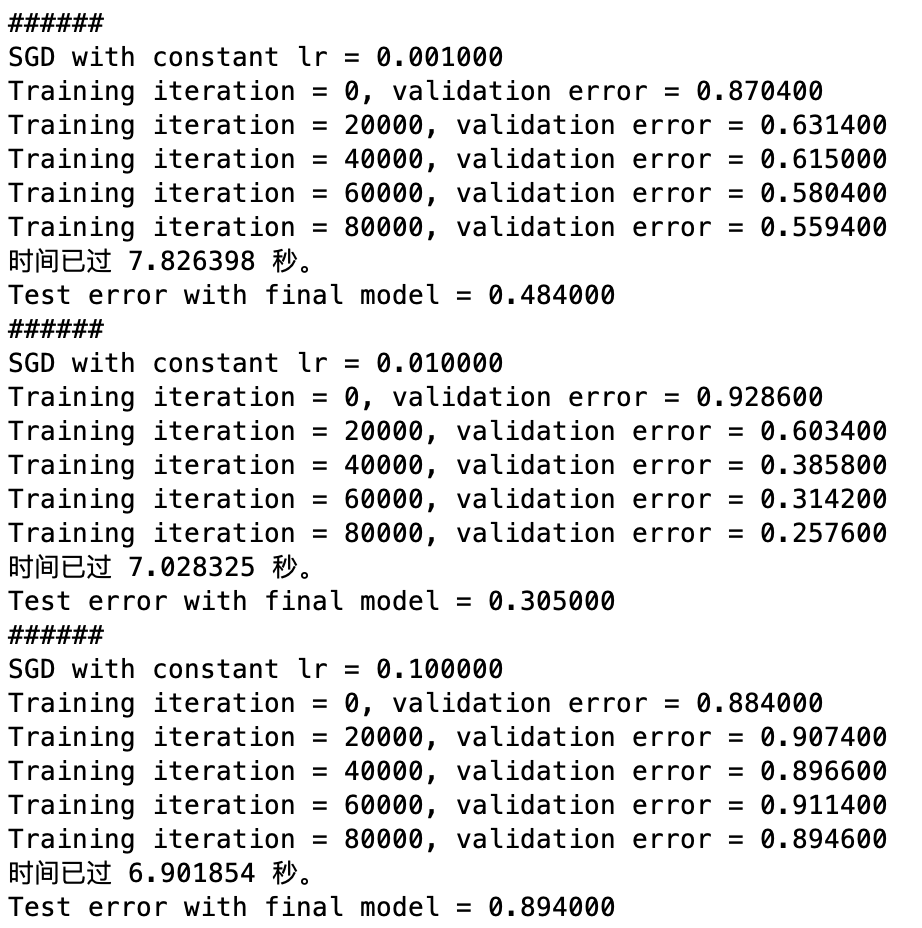 ######
SGD with constant lr = 0.001000
Training iteration = 0, validation error = 0.870400
Training iteration = 20000, validation error = 0.631400
Training iteration = 40000, validation error = 0.615000
Training iteration = 60000, validation error = 0.580400
Training iteration = 80000, validation error = 0.559400
时间已过 7.826398 秒。
Test error with final model = 0.484000
######
SGD with constant lr = 0.010000
Training iteration = 0, validation error = 0.928600
Training iteration = 20000, validation error = 0.603400
Training iteration = 40000, validation error = 0.385800
Training iteration = 60000, validation error = 0.314200
Training iteration = 80000, validation error = 0.257600
时间已过 7.028325 秒。
Test error with final model = 0.305000
######
SGD with constant lr = 0.100000
Training iteration = 0, validation error = 0.884000
Training iteration = 20000, validation error = 0.907400
Training iteration = 40000, validation error = 0.896600
Training iteration = 60000, validation error = 0.911400
Training iteration = 80000, validation error = 0.894600
时间已过 6.901854 秒。
Test error with final model = 0.894000